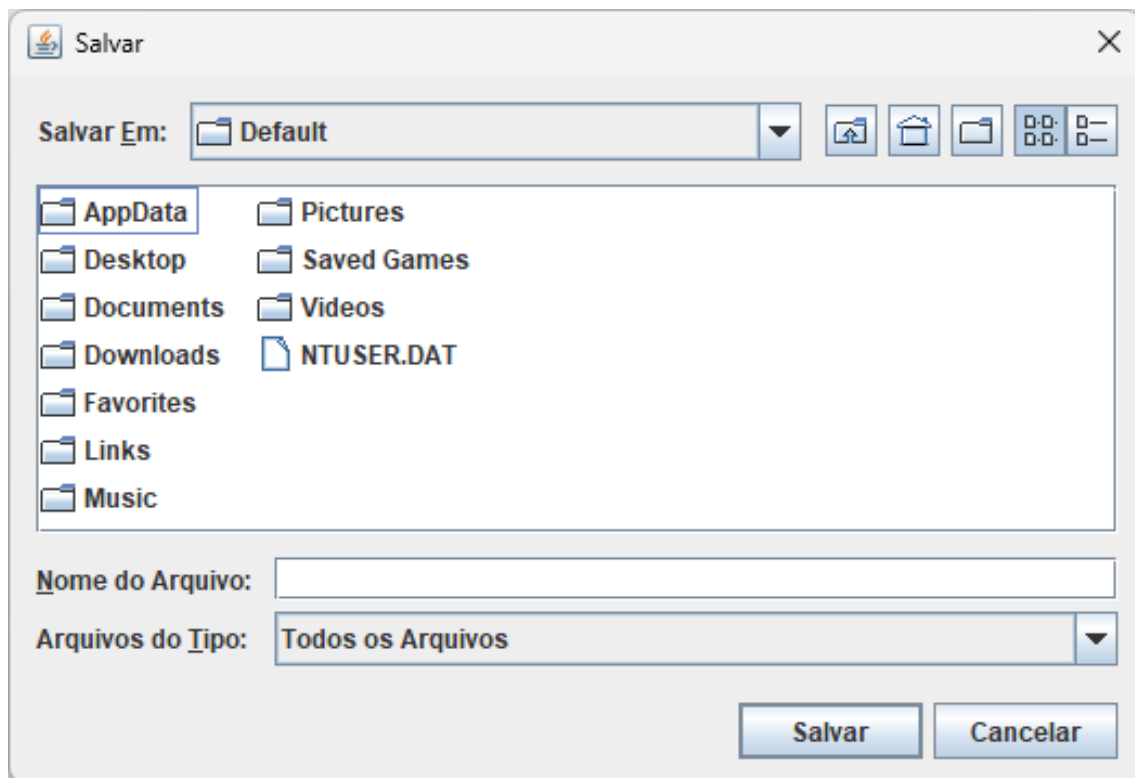 Salvar
Salvar Em: Default
AppData Pictures
Desktop Saved Games
Documents Videos
Downloads NTUSER.DAT
Favorites
Links
Music
Nome do Arquivo:
Arquivos do Tipo: Todos os Arquivos
Salvar Cancelar